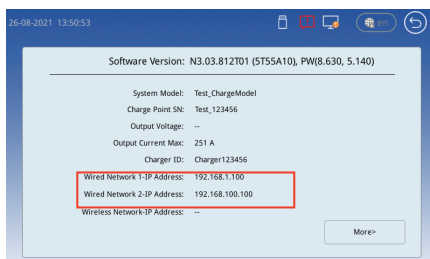 26-08-2021 13:50:53
en
Software Version: N3.03.812T01 (5T55A10), PW(8.630, 5.140)
System Model: Test_ChargeModel
Charge Point SN: Test_123456
Output Voltage: --
Output Current Max: 251 A
Charger ID: Charger123456
Wired Network 1-IP Address: 192.168.1.100
Wired Network 2-IP Address: 192.168.100.100
Wireless Network-IP Address: --
More>